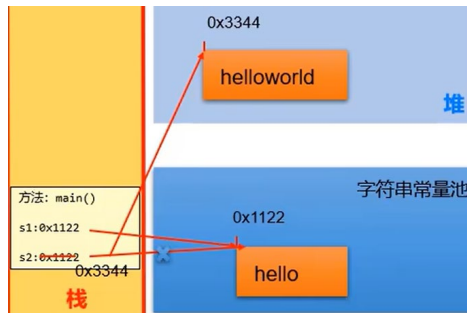 0x3344
helloworld
堆
字符串常量池
方法: main()
s1:0x1122
s2:0x1122
0x3344
0x1122
hello
栈